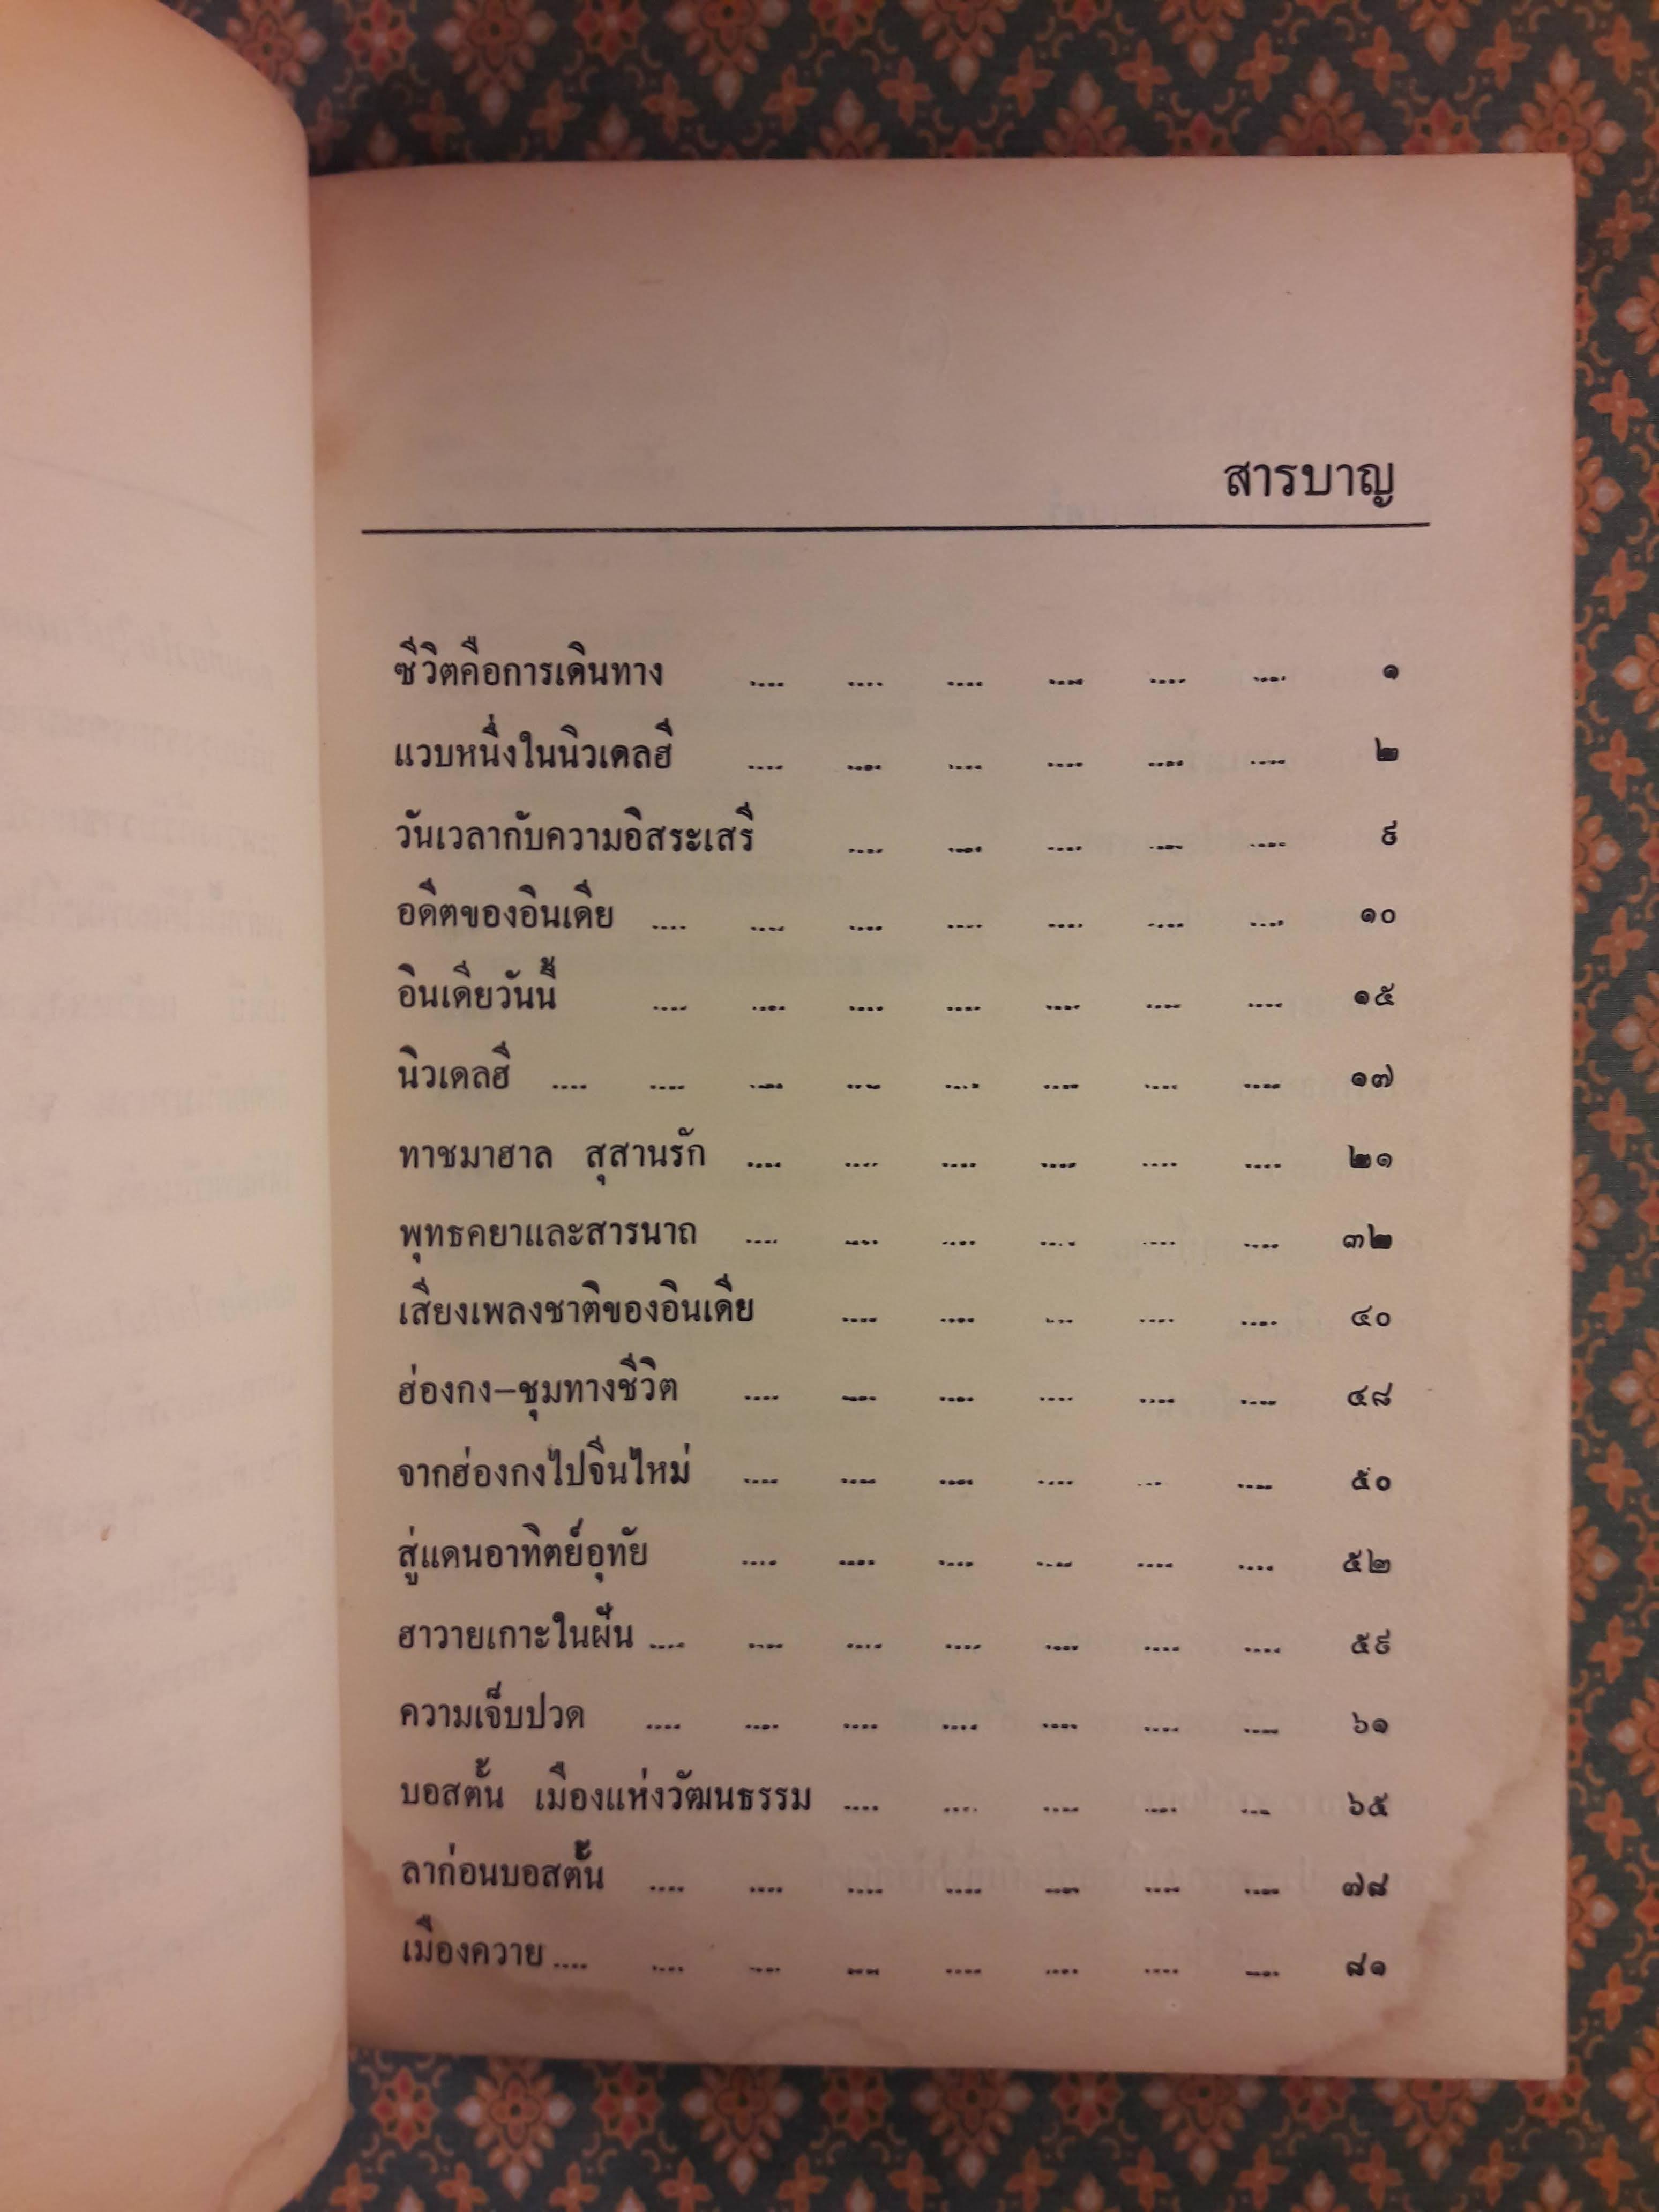 สารบาญ
ชีวิตคือการเดินทาง .... .... .... .... .... .... ๑
แวบหนึ่งในนิวเดลฮี .... .... .... .... .... .... ๒
วันเวลากับความอิสระเสรี .... .... .... .... .... ๙
อดีตของอินเดีย .... .... .... .... .... .... .... ๑๐
อินเดียวันนี้ .... .... .... .... .... .... .... ๑๕
นิวเดลฮี .... .... .... .... .... .... .... .... ๑๗
ทาชมาฮาล สุสานรัก .... .... .... .... .... .... ๒๑
พุทธคยาและสารนาถ .... .... .... .... .... .... ๓๒
เสียงเพลงชาติของอินเดีย .... .... .... .... .... ๔๐
ฮ่องกง–ชุมทางชีวิต .... .... .... .... .... .... ๔๘
จากฮ่องกงไปจีนใหม่ .... .... .... .... .... .... ๕๐
สู่แดนอาทิตย์อุทัย .... .... .... .... .... .... ๕๒
ฮาวายเกาะในฝัน .... .... .... .... .... .... .... ๕๙
ความเจ็บปวด .... .... .... .... .... .... .... ๖๑
บอสตั้น เมืองแห่งวัฒนธรรม .... .... .... .... .... ๖๕
ลาก่อนบอสตั้น .... .... .... .... .... .... .... ๗๘
เมืองควาย .... .... .... .... .... .... .... .... ๘๑